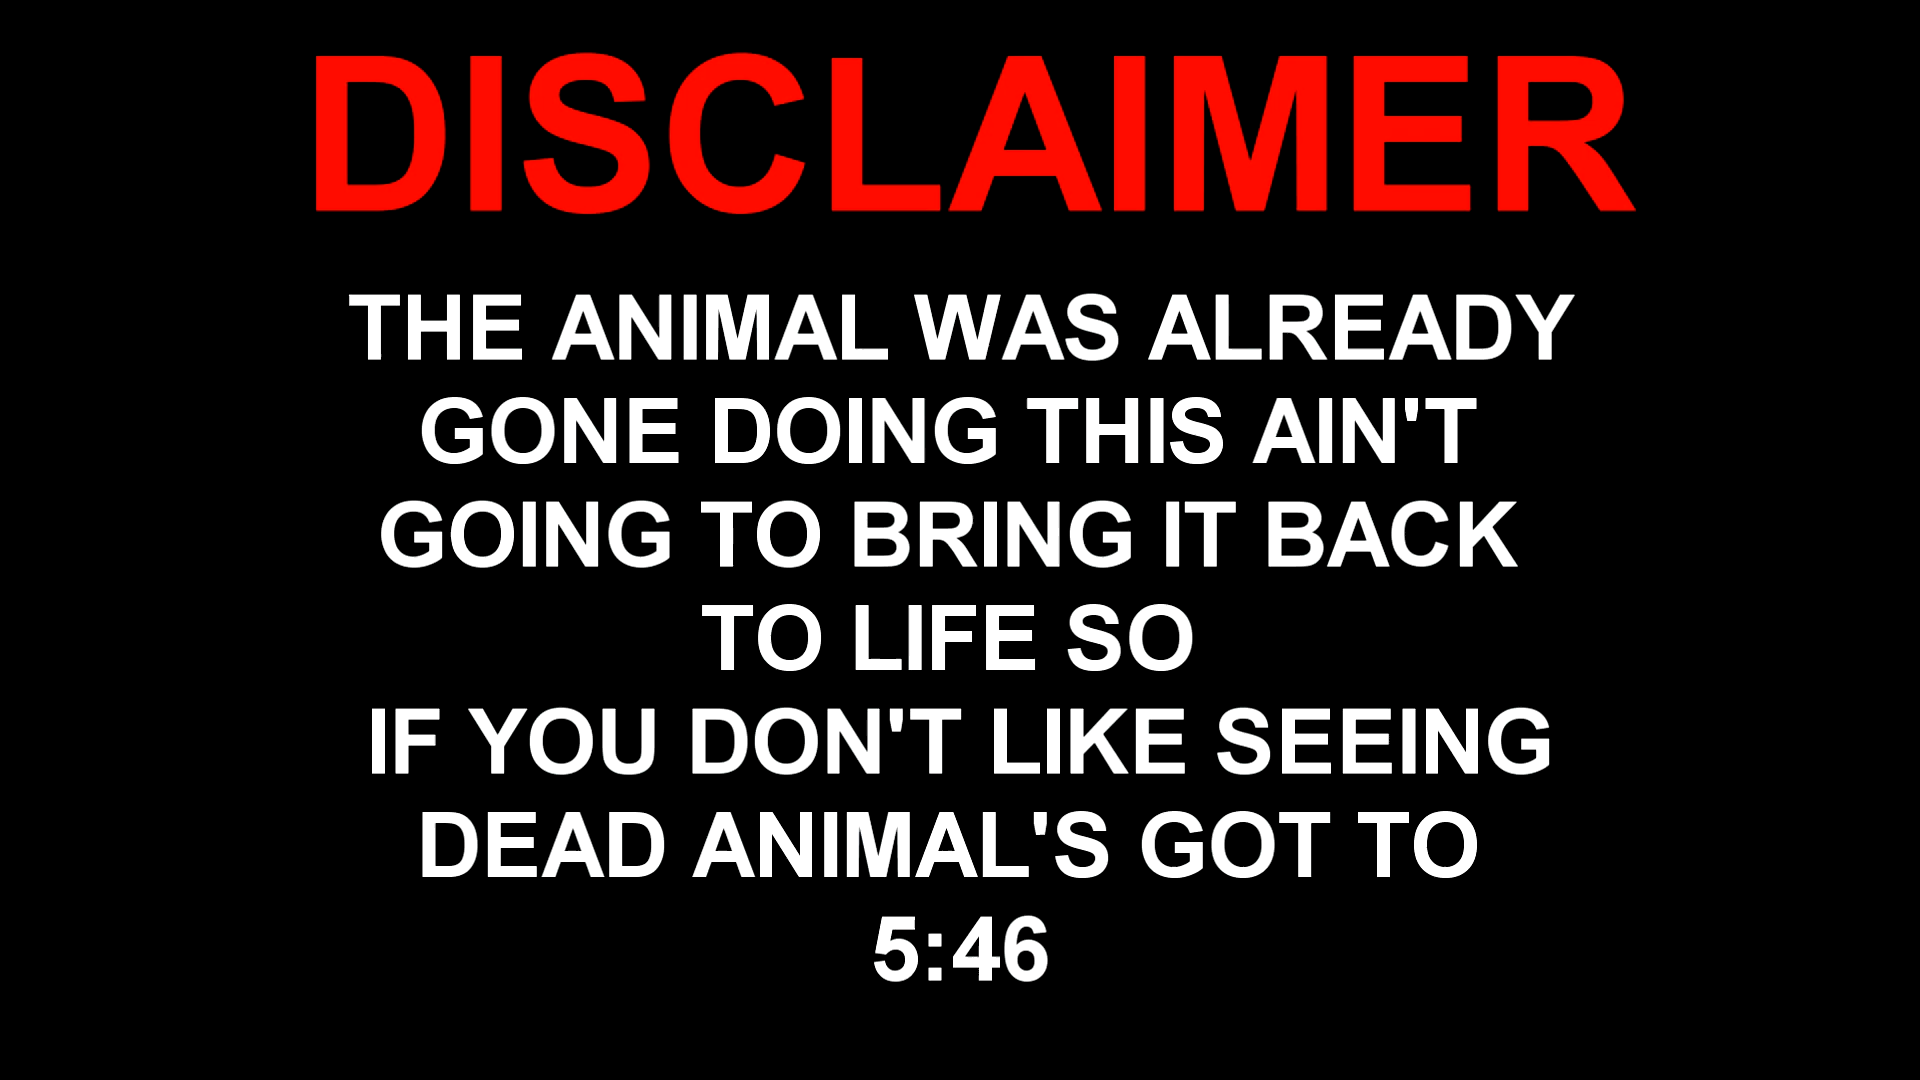 DISCLAIMER
THE ANIMAL WAS ALREADY
GONE DOING THIS AIN'T
GOING TO BRING IT BACK
TO LIFE SO
IF YOU DON'T LIKE SEEING
DEAD ANIMAL'S GOT TO
5:46